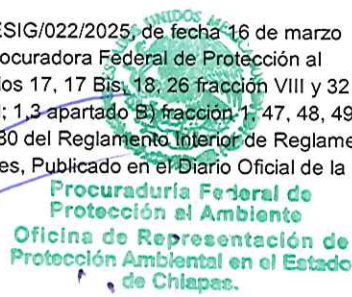 ESIG/022/2025, de fecha 16 de marzo
ocuradora Federal de Protección al
los 17, 17 Bis, 18, 26 fracción VIII y 32
1,3 apartado B) fracción 1, 47, 48, 49
30 del Reglamento Interior de Reglame
es, Publicado en el Diario Oficial de la
Procuraduría Federal de
Protección al Ambiente
Oficina de Representación de
Protección Ambiental en el Estado
de Chiapas.